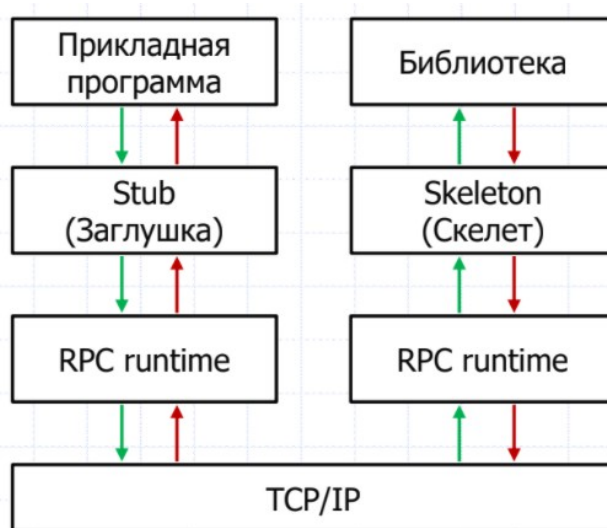 Прикладная
программа
Библиотека
Stub
(Заглушка)
Skeleton
(Скелет)
RPC runtime
RPC runtime
TCP/IP